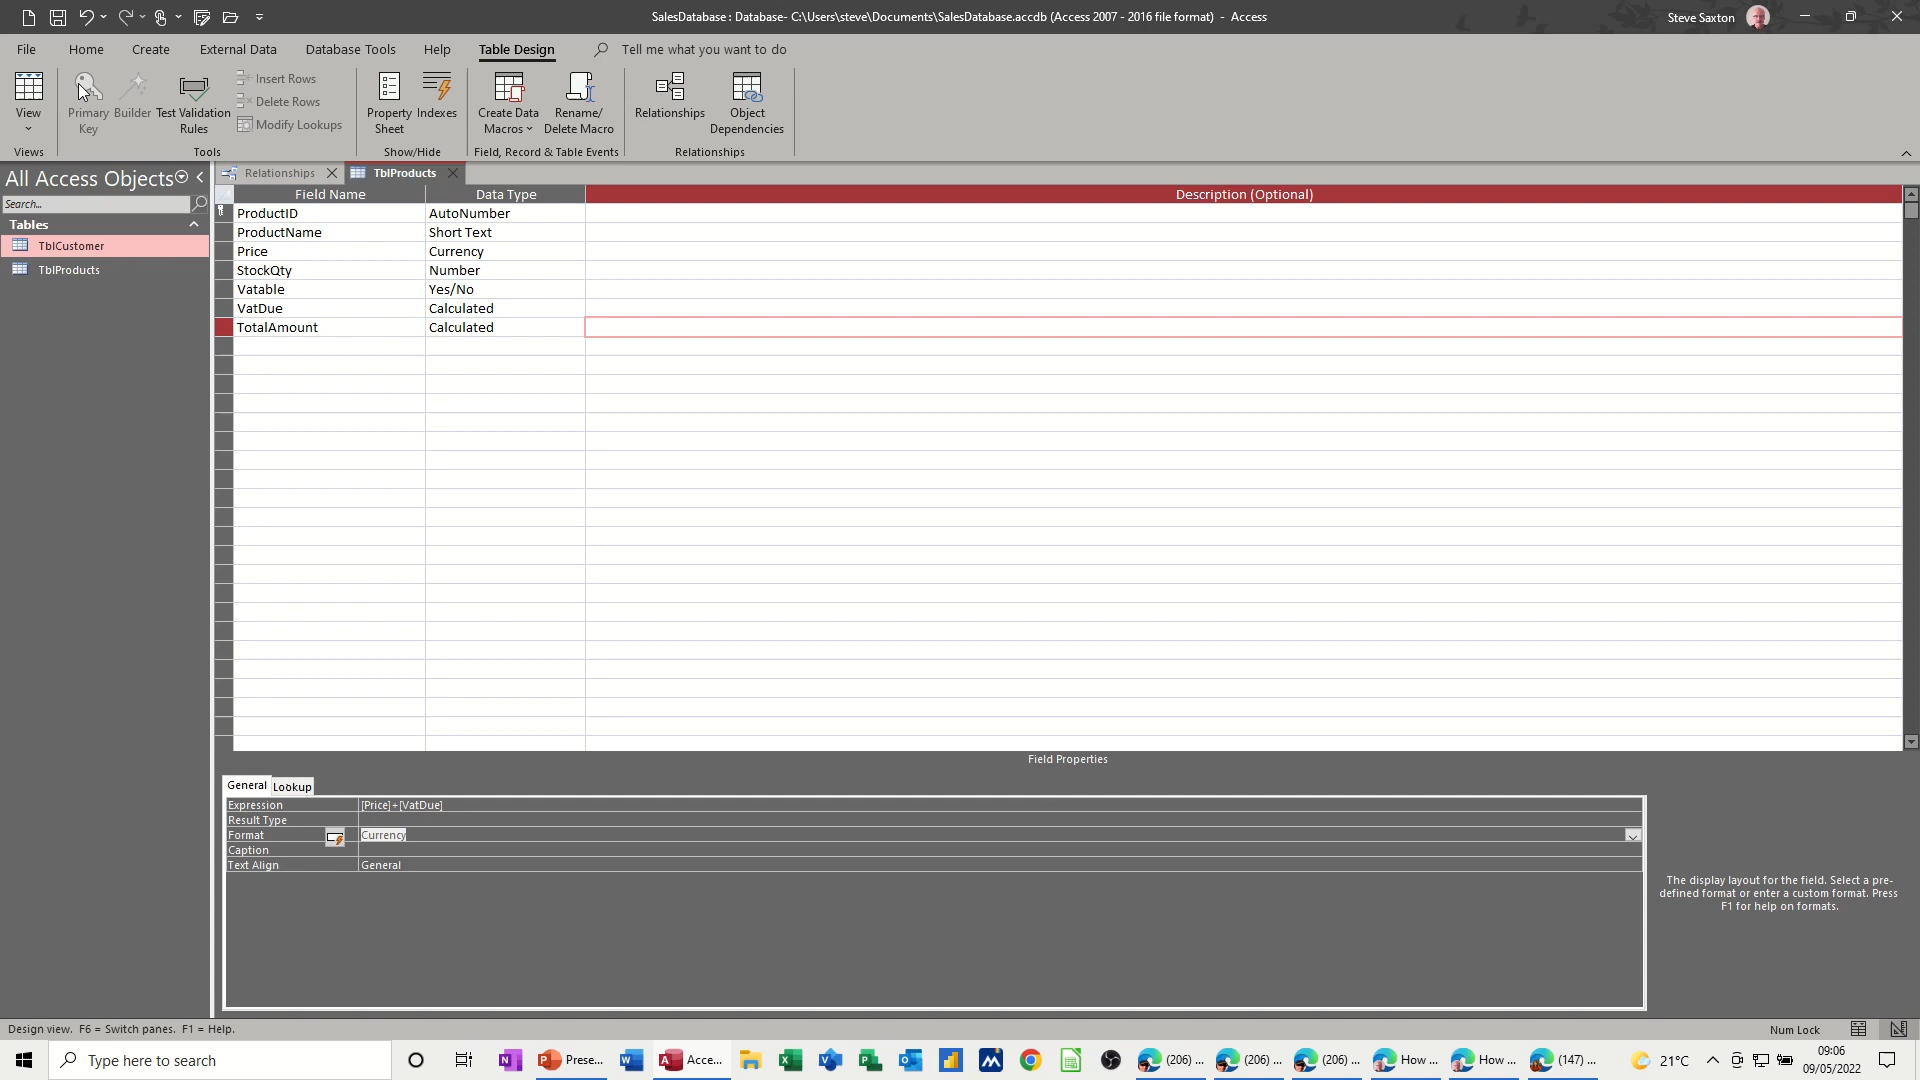 SalesDatabase : Database- C:\Users\steve\Documents\SalesDatabase.accdb (Access 2007 - 2016 file format)  -  Access
Steve Saxton
File Home Create External Data Database Tools Help Table Design Tell me what you want to do
View
Primary Key
Builder
Test Validation Rules
Insert Rows
Delete Rows
Modify Lookups
Property Sheet
Indexes
Create Data Macros
Rename/ Delete Macro
Relationships
Object Dependencies
Views Tools Show/Hide Field, Record & Table Events Relationships
All Access Objects
Search...
Tables
TblCustomer
TblProducts
Relationships TblProducts
Field Name Data Type Description (Optional)
ProductID AutoNumber
ProductName Short Text
Price Currency
StockQty Number
Vatable Yes/No
VatDue Calculated
TotalAmount Calculated
Field Properties
General Lookup
Expression [Price]+[VatDue]
Result Type
Format Currency
Caption
Text Align General
The display layout for the field. Select a pre-
defined format or enter a custom format. Press
F1 for help on formats.
Design view.  F6 = Switch panes.  F1 = Help.
Num Lock
Type here to search
Prese...
Acce...
(206) ...
(206) ...
(206) ...
How ...
How ...
(147) ...
21°C
09:06
09/05/2022